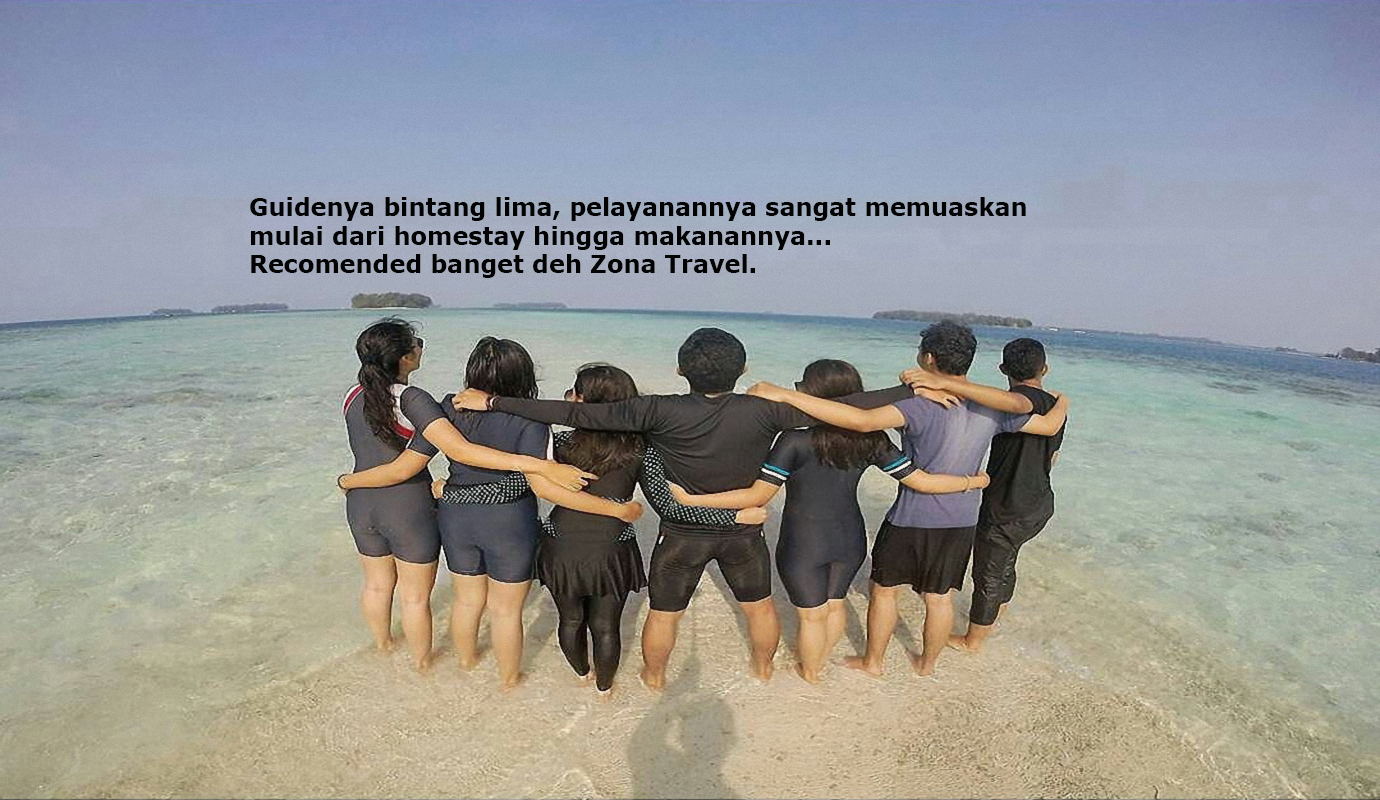 Guidenya bintang lima, pelayanannya sangat memuaskan
mulai dari homestay hingga makanannya...
Recomended banget deh Zona Travel.